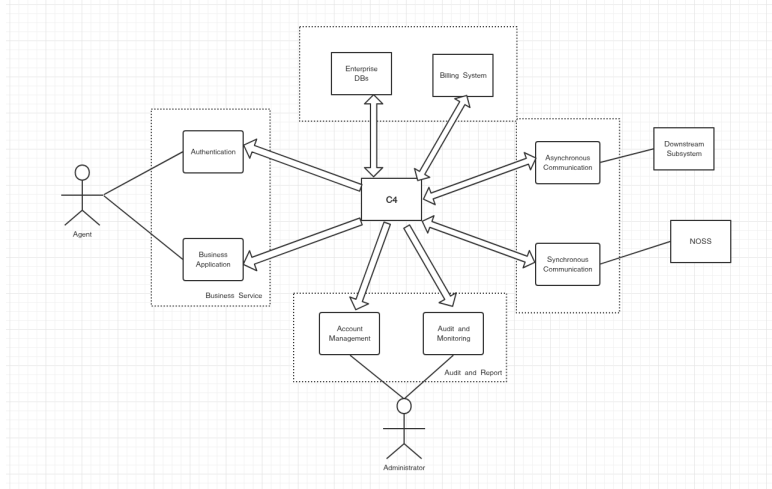 Enterprise
DBs
Billing System
Authentication
Asynchronous
Communication
Downstream
Subsystem
C4
Agent
Business
Application
Synchronous
Communication
NOSS
Business Service
Account
Management
Audit and
Monitoring
Audit and Report
Administrator